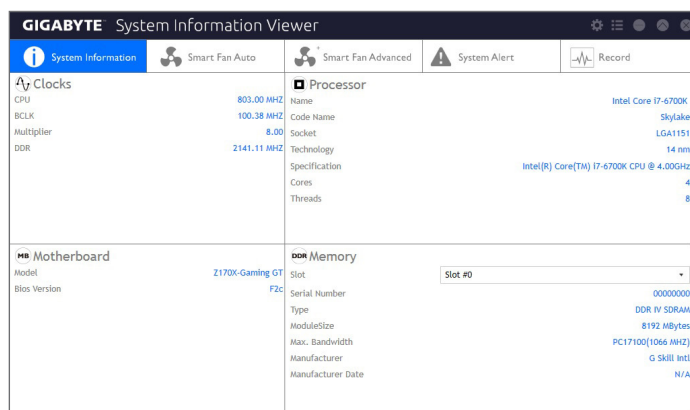 GIGABYTE™ System Information Viewer
System Information
Smart Fan Auto
Smart Fan Advanced
System Alert
Record
Clocks
CPU 803.00 MHZ
BCLK 100.38 MHZ
Multiplier 8.00
DDR 2141.11 MHZ
Processor
Name Intel Core i7-6700K
Code Name Skylake
Socket LGA1151
Technology 14 nm
Specification Intel(R) Core(TM) i7-6700K CPU @ 4.00GHz
Cores 4
Threads 8
MB Motherboard
Model Z170X-Gaming GT
Bios Version F2c
DDR Memory
Slot Slot #0
Serial Number 00000000
Type DDR IV SDRAM
ModuleSize 8192 MBytes
Max. Bandwidth PC17100(1066 MHZ)
Manufacturer G Skill Intl
Manufacturer Date N/A